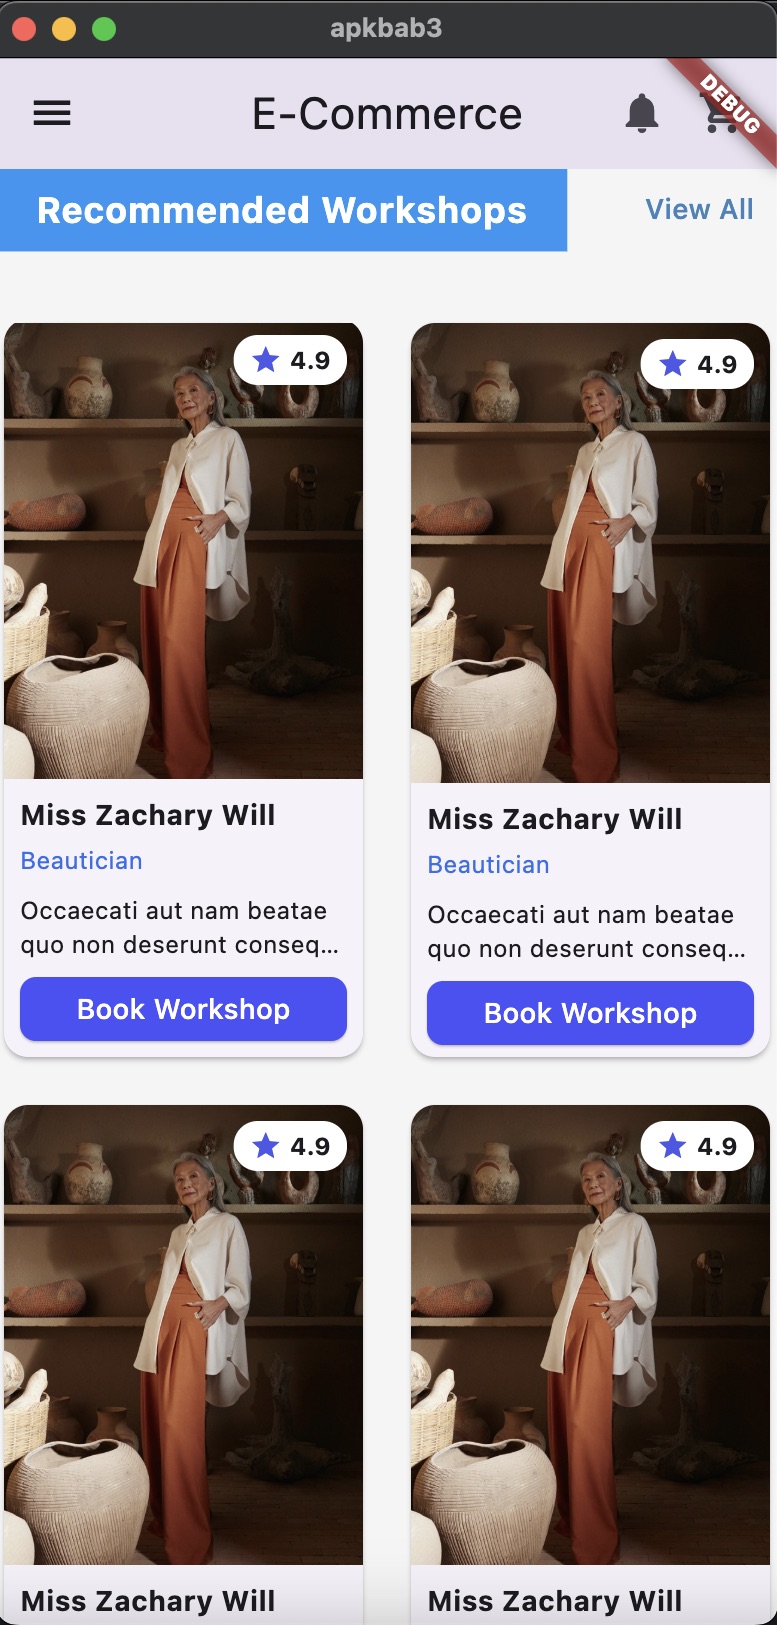 apkbab3
E-Commerce
DEBUG
Recommended Workshops
View All
4.9
4.9
Miss Zachary Will
Miss Zachary Will
Beautician
Beautician
Occaecati aut nam beatae
quo non deserunt conseq...
Occaecati aut nam beatae
quo non deserunt conseq...
Book Workshop
Book Workshop
4.9
4.9
Miss Zachary Will
Miss Zachary Will